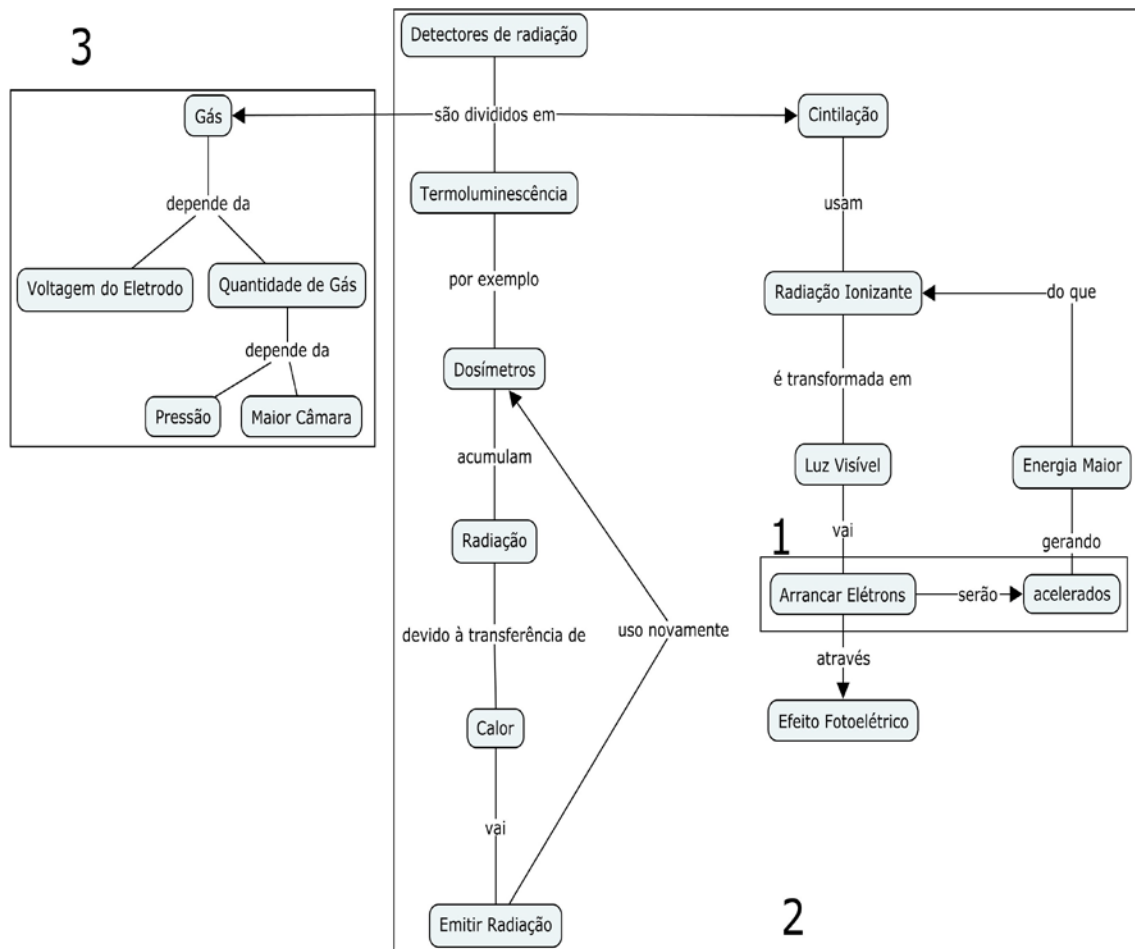 Detectores de radiação
3
Gás
são divididos em
Cintilação
Termoluminescência
depende da
usam
Voltagem do Eletrodo
Quantidade de Gás
por exemplo
Radiação Ionizante
do que
depende da
Dosímetros
é transformada em
Pressão
Maior Câmara
acumulam
Luz Visível
Energia Maior
Radiação
1
vai
gerando
Arrancar Elétrons
serão
acelerados
devido à transferência de
uso novamente
através
Calor
Efeito Fotoelétrico
vai
Emitir Radiação
2